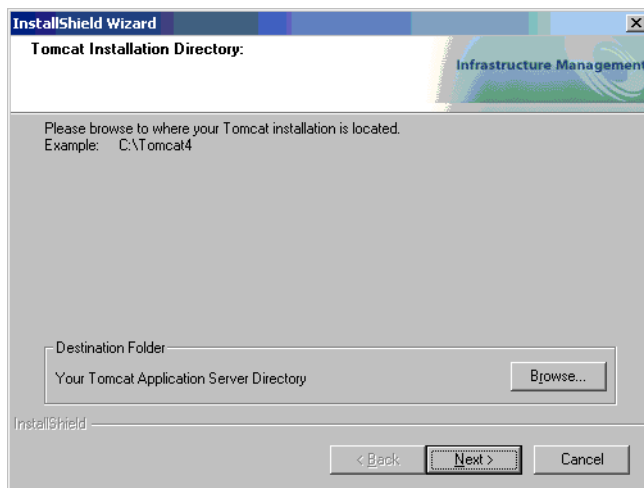 InstallShield Wizard
Tomcat Installation Directory:
Infrastructure Management
Please browse to where your Tomcat installation is located.
Example: C:\Tomcat4
Destination Folder
Your Tomcat Application Server Directory
Browse...
InstallShield
< Back
Next >
Cancel